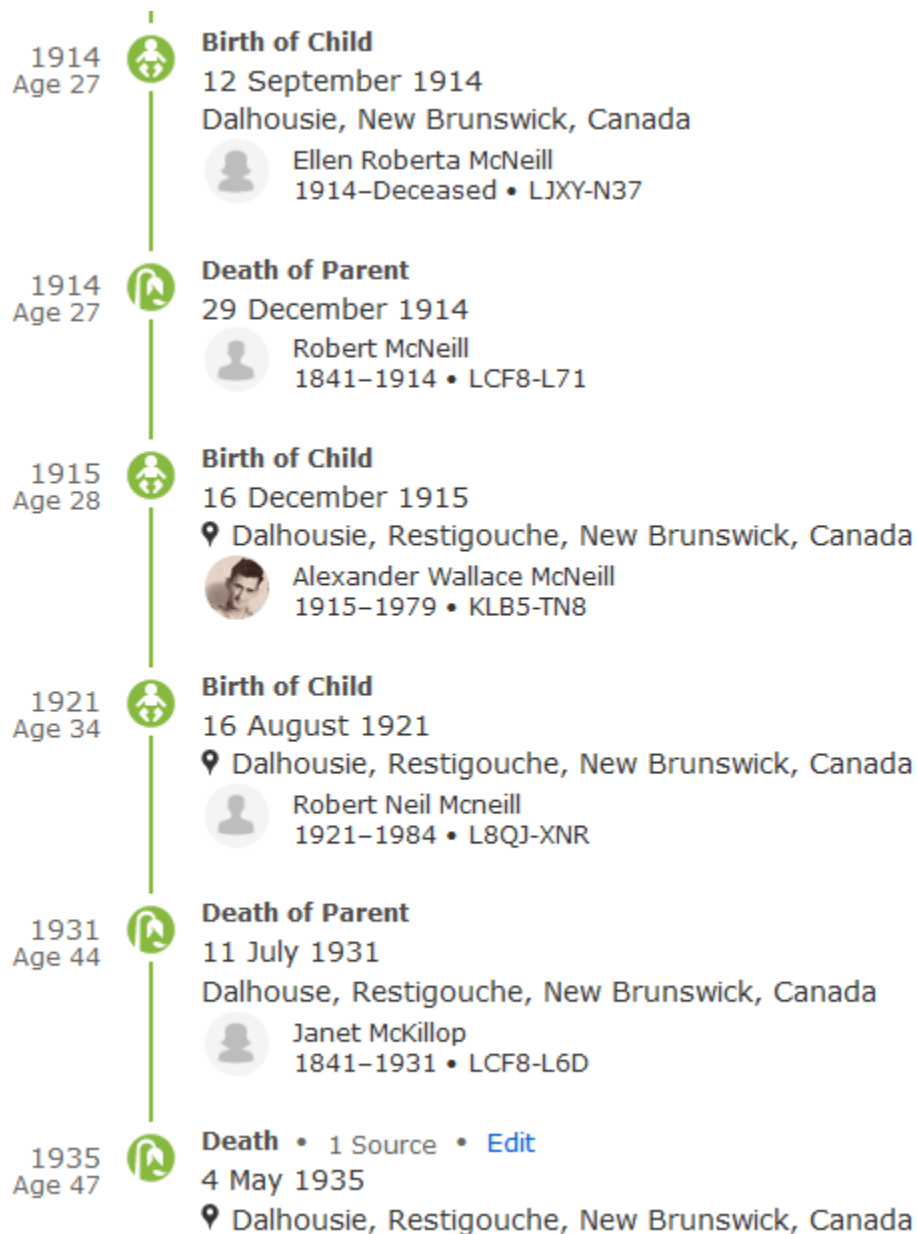 1914
Age 27
Birth of Child
12 September 1914
Dalhousie, New Brunswick, Canada
Ellen Roberta McNeill
1914–Deceased • LJXY-N37
1914
Age 27
Death of Parent
29 December 1914
Robert McNeill
1841–1914 • LCF8-L71
1915
Age 28
Birth of Child
16 December 1915
Dalhousie, Restigouche, New Brunswick, Canada
Alexander Wallace McNeill
1915–1979 • KLB5-TN8
1921
Age 34
Birth of Child
16 August 1921
Dalhousie, Restigouche, New Brunswick, Canada
Robert Neil Mcneill
1921–1984 • L8QJ-XNR
1931
Age 44
Death of Parent
11 July 1931
Dalhouse, Restigouche, New Brunswick, Canada
Janet McKillop
1841–1931 • LCF8-L6D
1935
Age 47
Death • 1 Source • Edit
4 May 1935
Dalhousie, Restigouche, New Brunswick, Canada